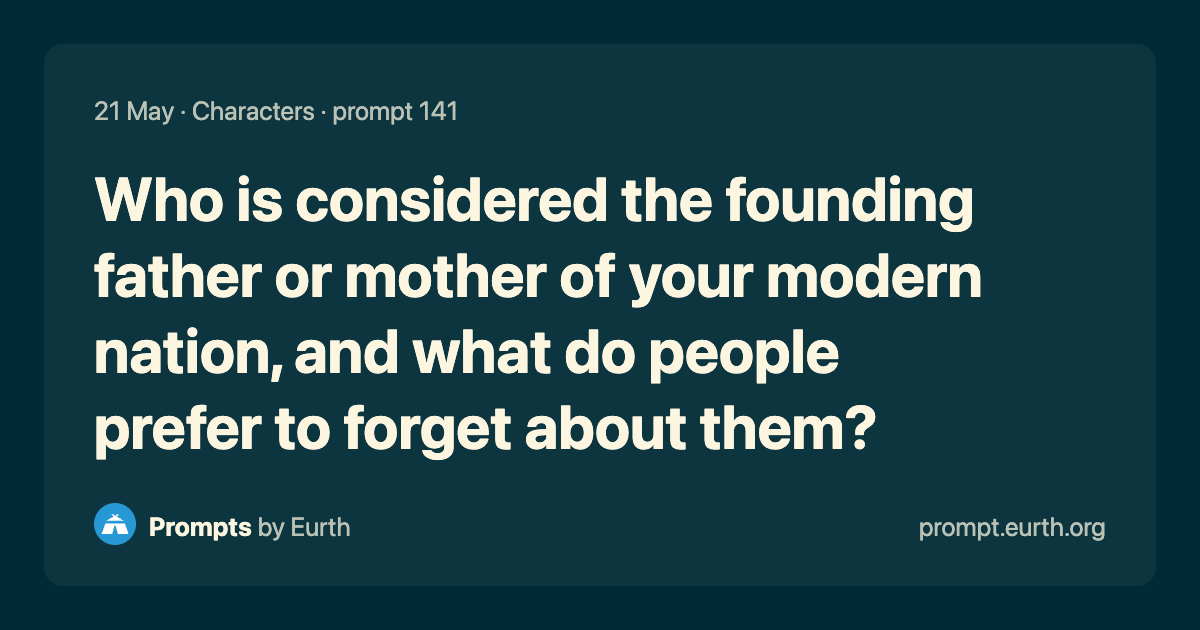 21 May · Characters · prompt 141
Who is considered the founding
father or mother of your modern
nation, and what do people
prefer to forget about them?
Prompts by Eurth
prompt.eurth.org